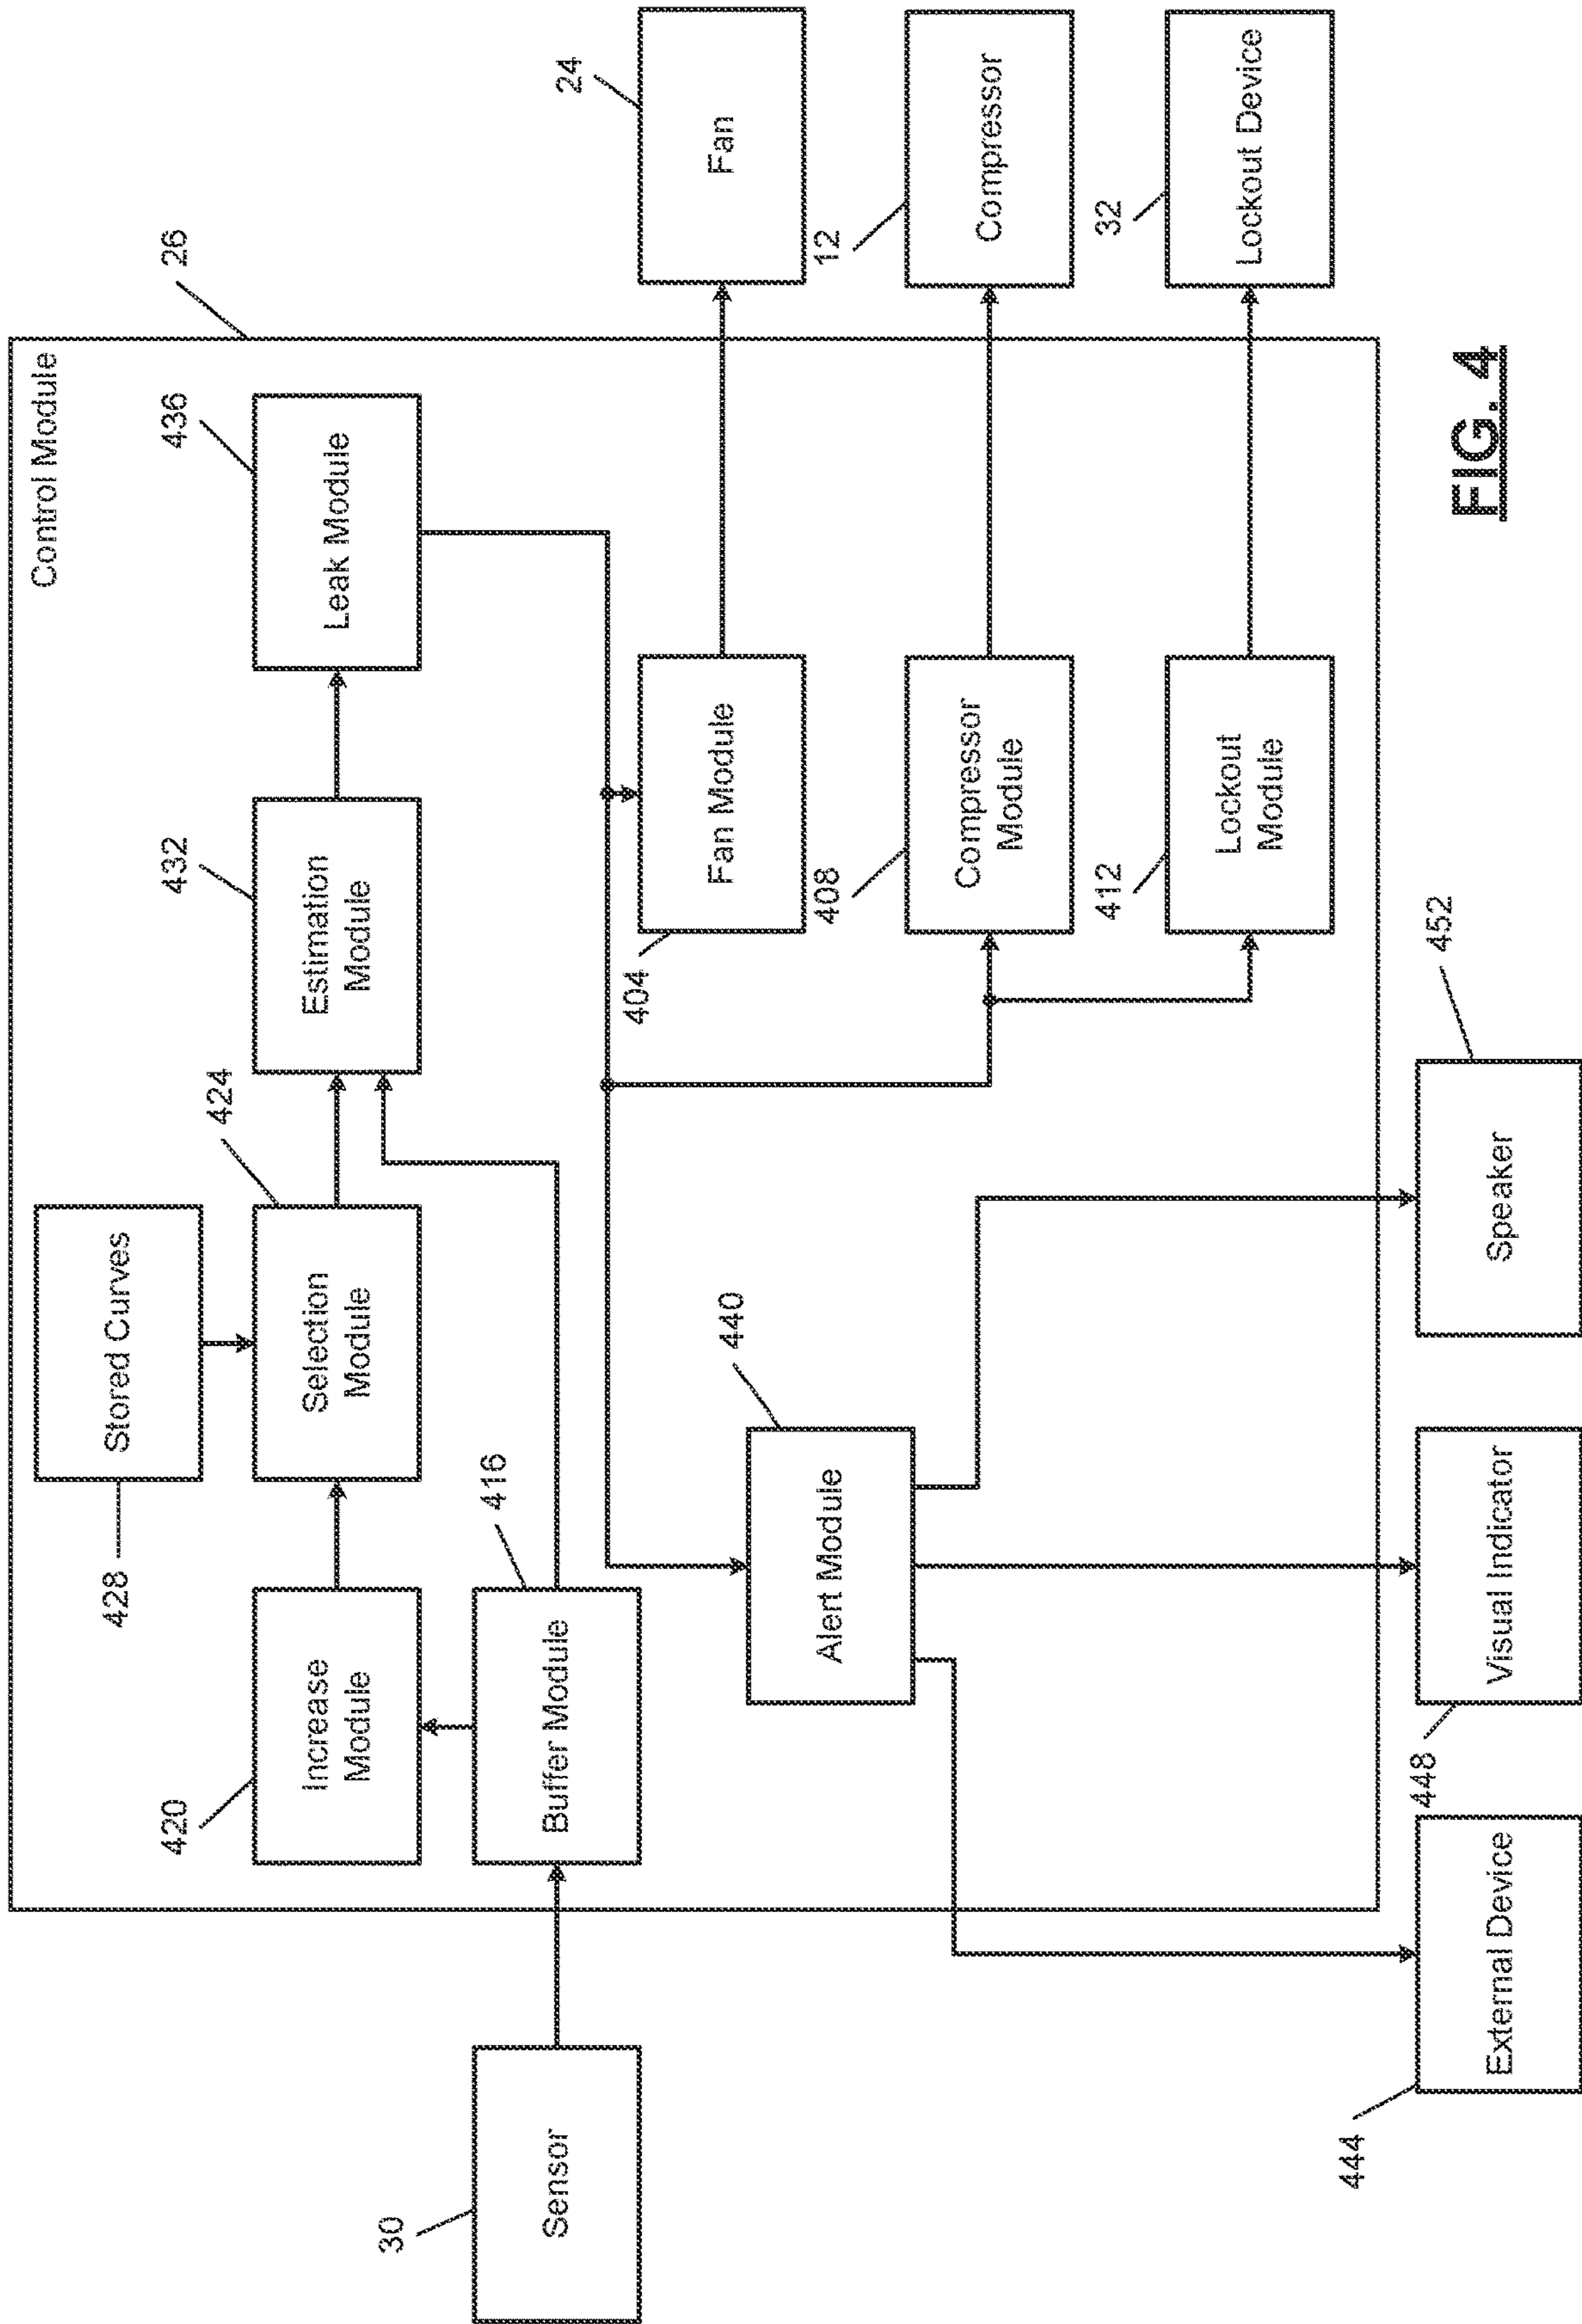 Control Module
26
Stored Curves
428
424
432
436
420
Increase
Module
Selection
Module
Estimation
Module
Leak Module
30
Sensor
416
Buffer Module
404
Fan Module
24
Fan
440
Alert Module
408
Compressor
Module
12
Compressor
412
Lockout
Module
32
Lockout Device
444
External Device
448
Visual Indicator
452
Speaker
FIG. 4